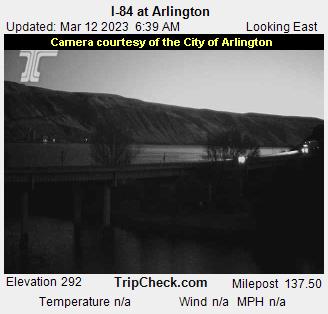 I-84 at Arlington
Updated: Mar 12 2023 6:39 AM Looking East
Camera courtesy of the City of Arlington
Elevation 292 TripCheck.com Milepost 137.50
Temperature n/a Wind n/a MPH n/a